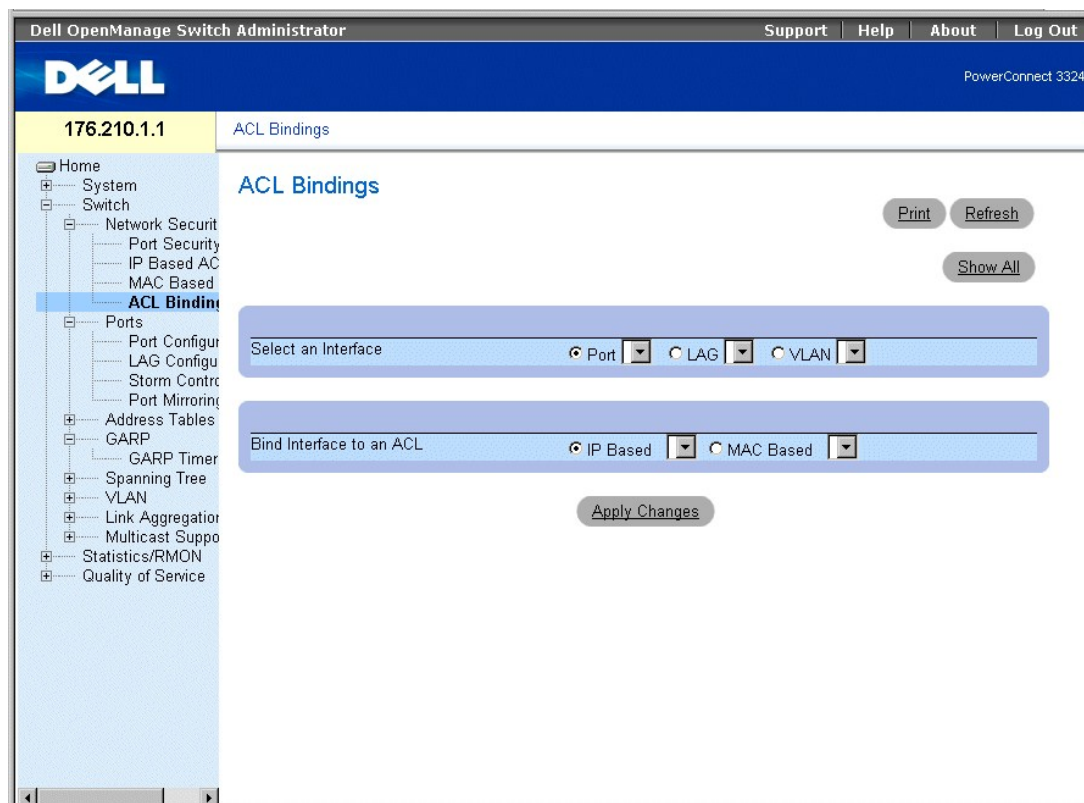 Dell OpenManage Switch Administrator Support Help About Log Out
DELL
PowerConnect 3324
176.210.1.1 ACL Bindings
Home
System
Switch
Network Securit
Port Security
IP Based AC
MAC Based
ACL Binding
Ports
Port Configur
LAG Configu
Storm Contro
Port Mirroring
Address Tables
GARP
GARP Timer
Spanning Tree
VLAN
Link Aggregation
Multicast Suppo
Statistics/RMON
Quality of Service
ACL Bindings
Print Refresh
Show All
Select an Interface Port LAG VLAN
Bind Interface to an ACL IP Based MAC Based
Apply Changes